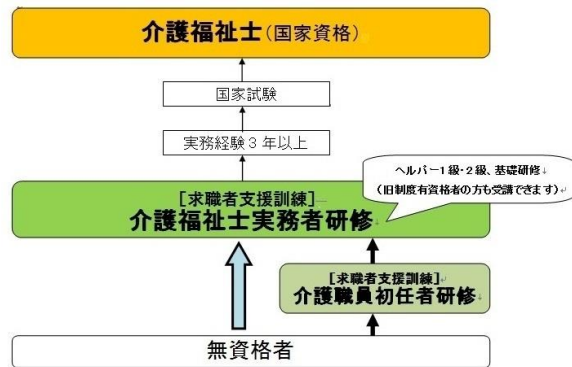 介護福祉士（国家資格）
国家試験
実務経験３年以上
ヘルパー１級・２級、基礎研修↓
（旧制度有資格者の方も受講できます）↓
［求職者支援訓練］
介護福祉士実務者研修↓
［求職者支援訓練］↓
介護職員初任者研修↓
無資格者